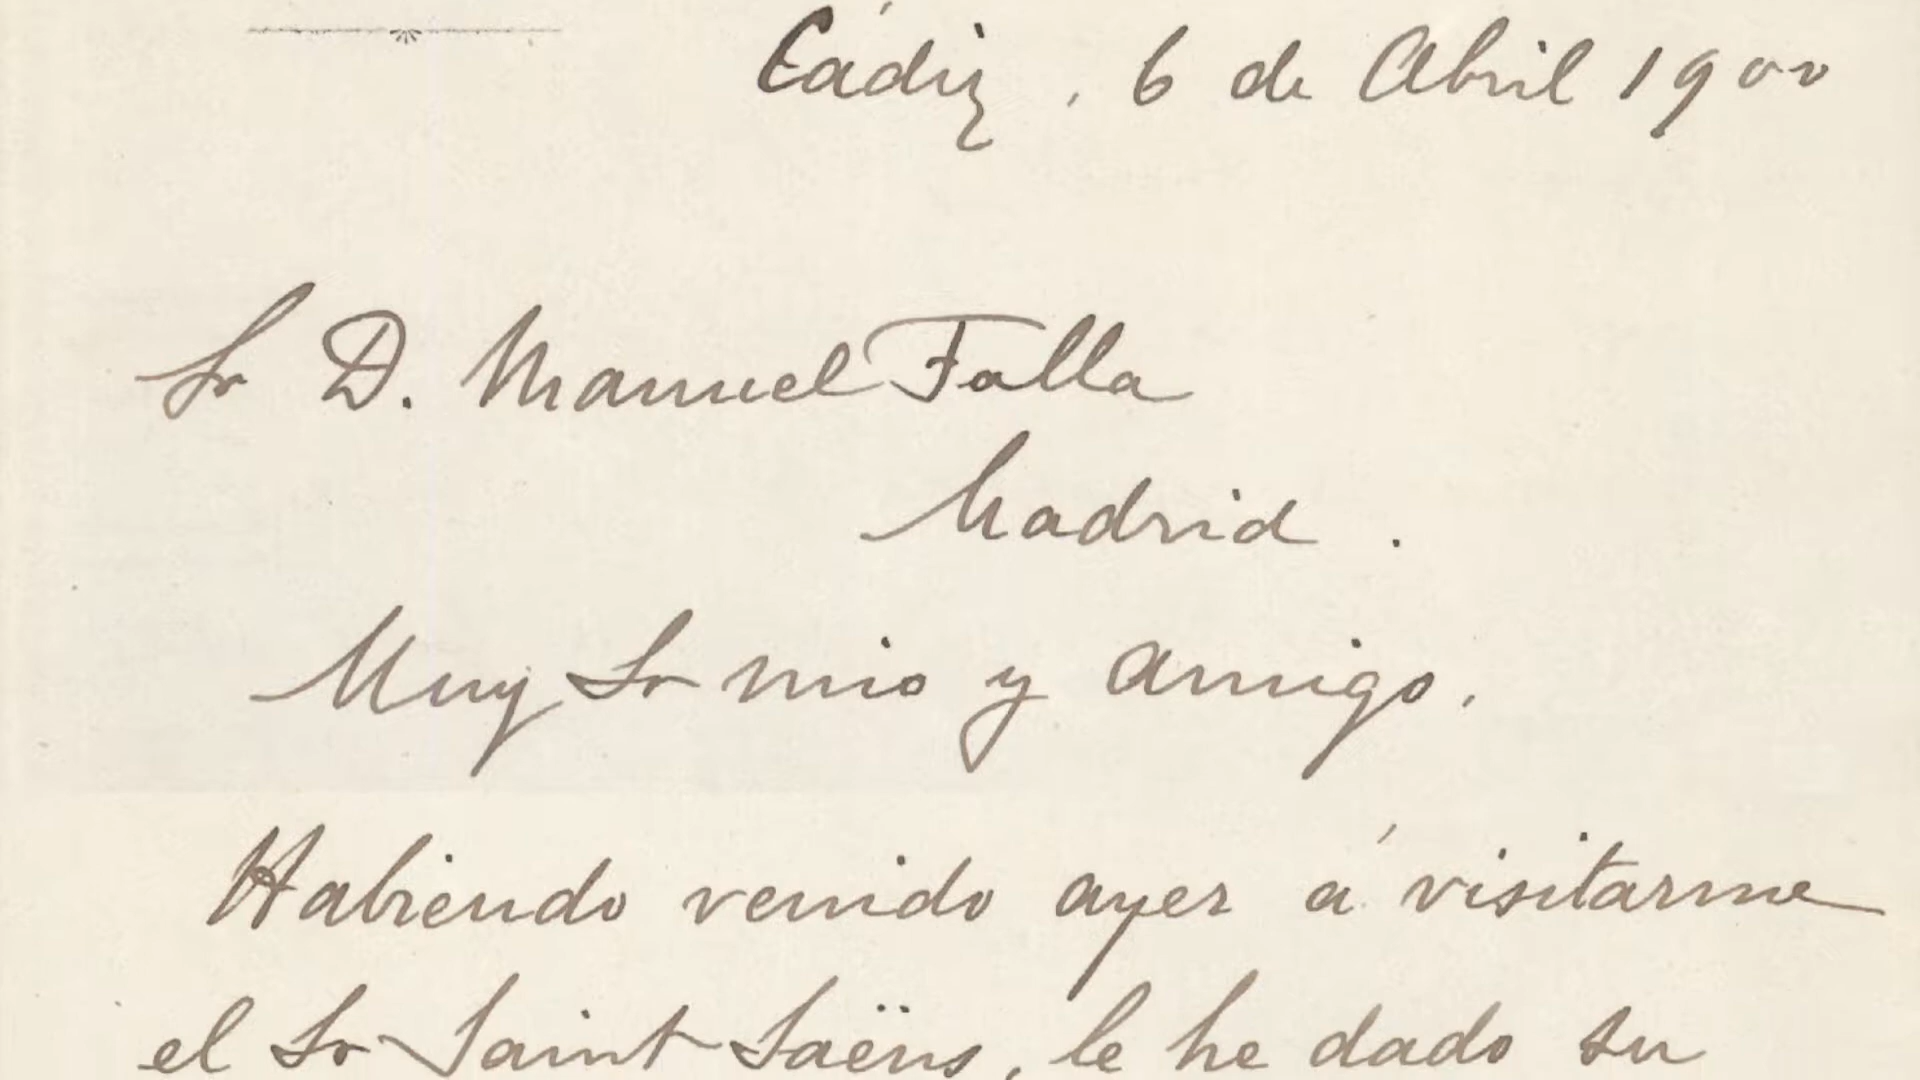 Cádiz, 6 de Abril 1900
Sr D. Manuel Falla
Madrid.
Muy Sr mio y amigo,
Habiendo venido ayer á visitarme
el Sr Saint Saëns, le he dado su